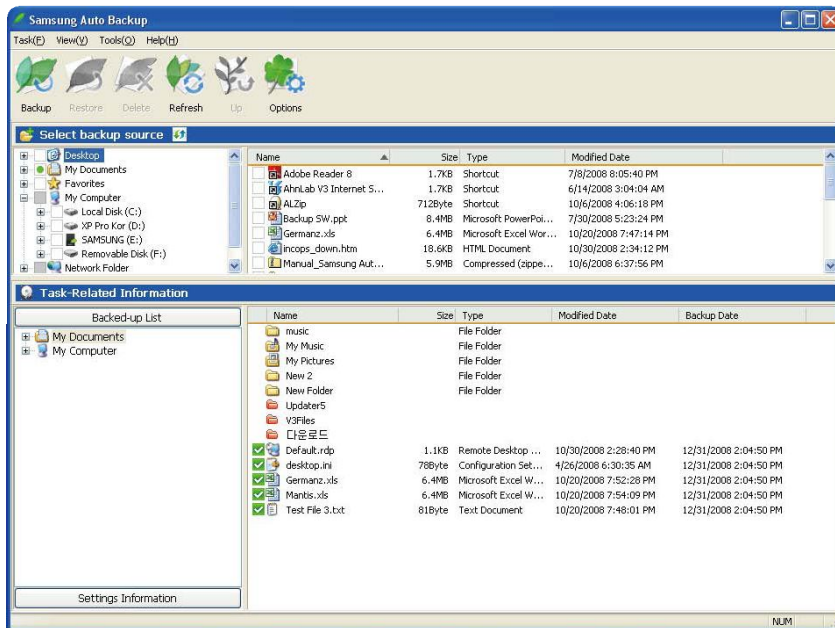 Samsung Auto Backup
Task(F) View(V) Tools(O) Help(H)
Backup Restore Delete Refresh Up Options
Select backup source
Desktop
My Documents
Favorites
My Computer
Local Disk (C:)
XP Pro Kor (D:)
SAMSUNG (E:)
Removable Disk (F:)
Network Folder
Name Size Type Modified Date
Adobe Reader 8 1.7KB Shortcut 7/8/2008 8:05:40 PM
AhnLab V3 Internet S... 1.7KB Shortcut 6/14/2008 3:04:04 AM
ALZip 712Byte Shortcut 10/6/2008 4:06:18 PM
Backup SW.ppt 8.4MB Microsoft PowerPoi... 7/30/2008 5:23:24 PM
Germanz.xls 6.4MB Microsoft Excel Wor... 10/20/2008 7:47:14 PM
incops_down.htm 18.6KB HTML Document 10/30/2008 2:34:12 PM
Manual_Samsung Aut... 5.9MB Compressed (zippe... 10/6/2008 6:37:56 PM
Task-Related Information
Backed-up List
My Documents
My Computer
Settings Information
Name Size Type Modified Date Backup Date
music File Folder
My Music File Folder
My Pictures File Folder
New 2 File Folder
New Folder File Folder
Updater5
V3Files
다운로드
Default.rdp 1.1KB Remote Desktop ... 10/30/2008 2:28:40 PM 12/31/2008 2:04:50 PM
desktop.ini 78Byte Configuration Set... 4/26/2008 6:30:35 AM 12/31/2008 2:04:50 PM
Germanz.xls 6.4MB Microsoft Excel W... 10/20/2008 7:52:28 PM 12/31/2008 2:04:50 PM
Mantis.xls 6.4MB Microsoft Excel W... 10/20/2008 7:54:09 PM 12/31/2008 2:04:50 PM
Test File 3.txt 81Byte Text Document 10/20/2008 7:48:01 PM 12/31/2008 2:04:50 PM
NUM